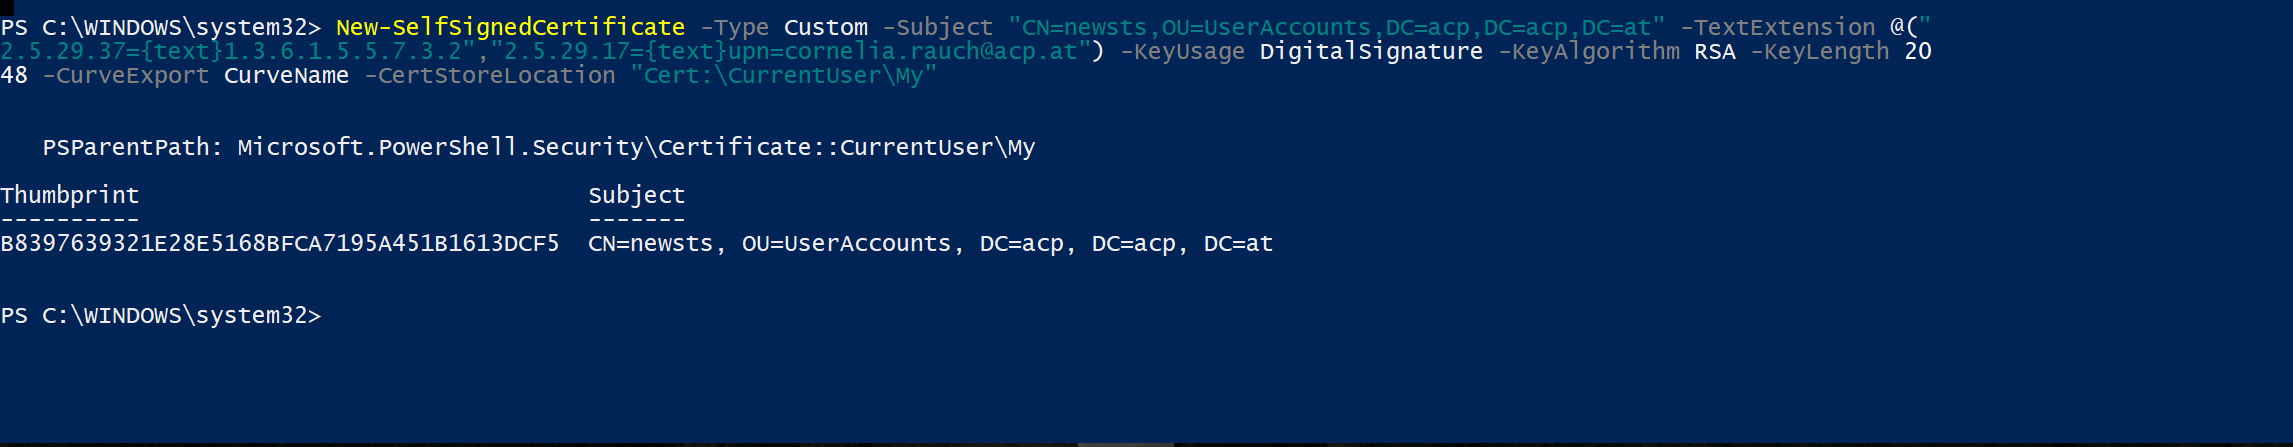 PS C:\WINDOWS\system32> New-SelfSignedCertificate -Type Custom -Subject "CN=newsts,OU=UserAccounts,DC=acp,DC=acp,DC=at" -TextExtension @("
2.5.29.37={text}1.3.6.1.5.5.7.3.2","2.5.29.17={text}upn=cornelia.rauch@acp.at") -KeyUsage DigitalSignature -KeyAlgorithm RSA -KeyLength 20
48 -CurveExport CurveName -CertStoreLocation "Cert:\CurrentUser\My"
PSParentPath: Microsoft.PowerShell.Security\Certificate::CurrentUser\My
Thumbprint                                Subject
----------                                -------
B8397639321E28E5168BFCA7195A451B1613DCF5  CN=newsts, OU=UserAccounts, DC=acp, DC=acp, DC=at
PS C:\WINDOWS\system32>